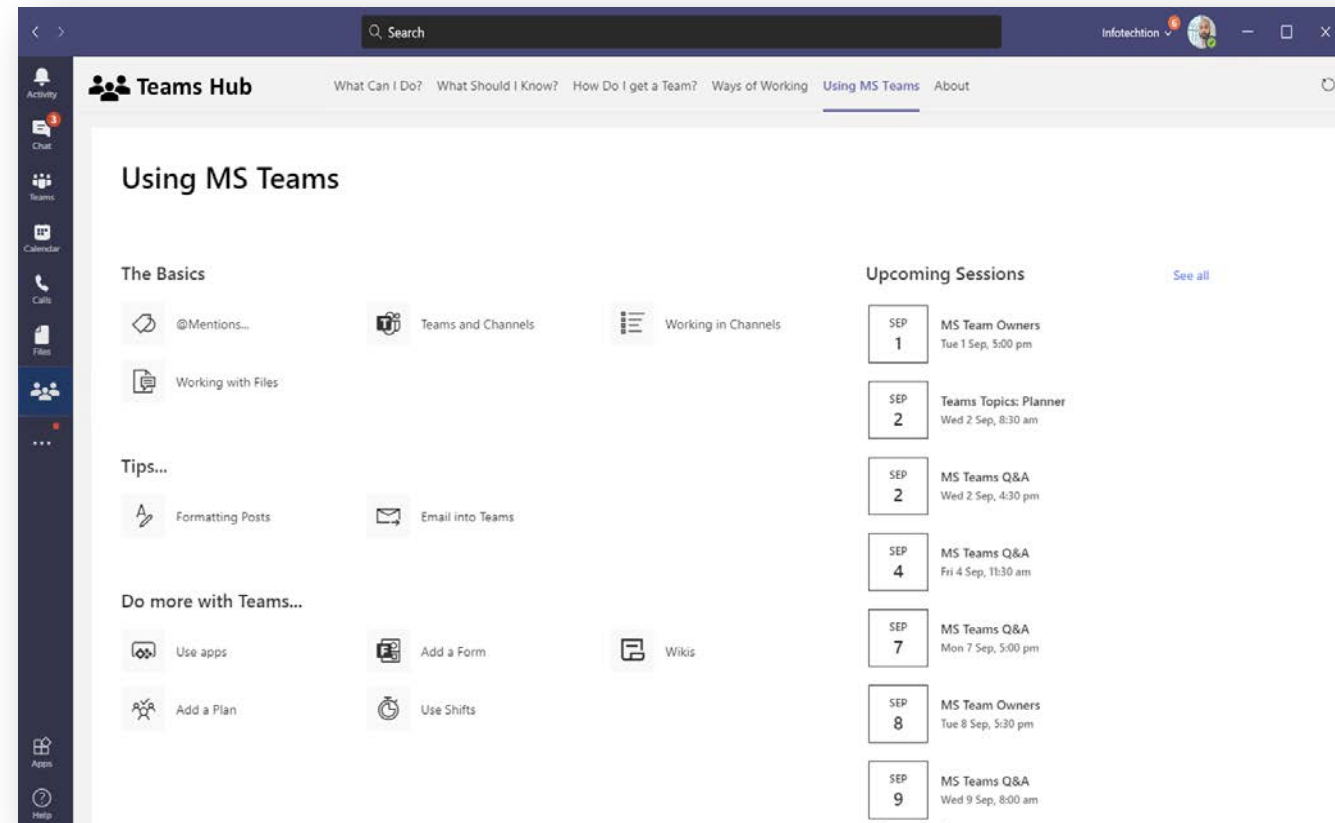 Search
Infotechtion
6
Activity
3
Chat
Teams
Calendar
Calls
Files
Apps
Help
Teams Hub
What Can I Do? What Should I Know? How Do I get a Team? Ways of Working Using MS Teams About
Using MS Teams
The Basics
@Mentions...
Teams and Channels
Working in Channels
Working with Files
Tips...
Formatting Posts
Email into Teams
Do more with Teams...
Use apps
Add a Form
Wikis
Add a Plan
Use Shifts
Upcoming Sessions
See all
SEP
1
MS Team Owners
Tue 1 Sep, 5:00 pm
SEP
2
Teams Topics: Planner
Wed 2 Sep, 8:30 am
SEP
2
MS Teams Q&A
Wed 2 Sep, 4:30 pm
SEP
4
MS Teams Q&A
Fri 4 Sep, 11:30 am
SEP
7
MS Teams Q&A
Mon 7 Sep, 5:00 pm
SEP
8
MS Team Owners
Tue 8 Sep, 5:30 pm
SEP
9
MS Teams Q&A
Wed 9 Sep, 8:00 am